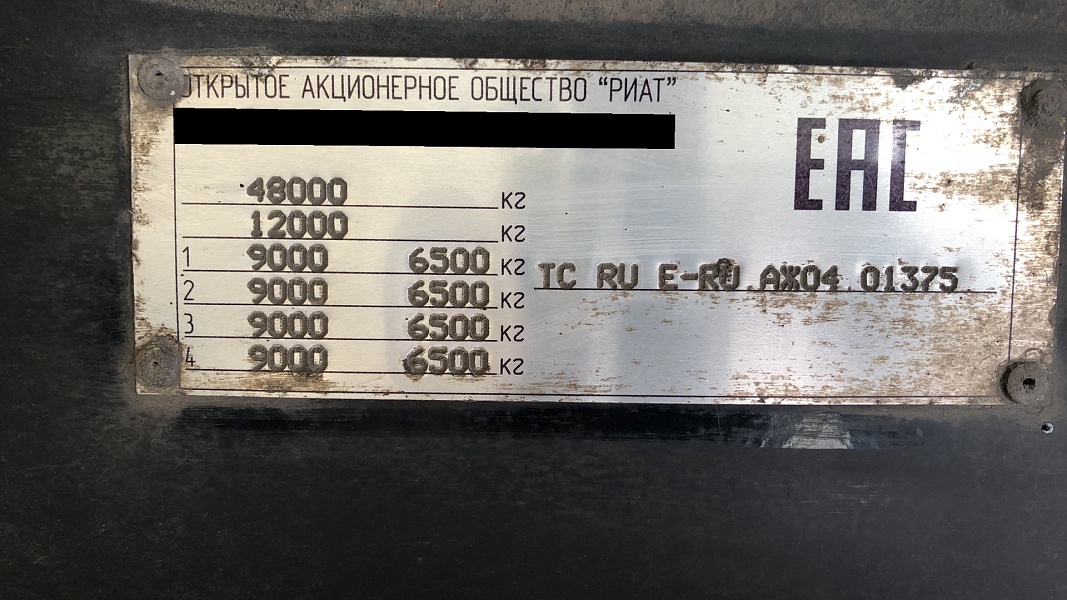 ОТКРЫТОЕ АКЦИОНЕРНОЕ ОБЩЕСТВО “РИАТ”
EAC
48000 кг
12000 кг
1 9000 6500 кг
2 9000 6500 кг
3 9000 6500 кг
4 9000 6500 кг
TC RU E-RU.АЖ04.01375